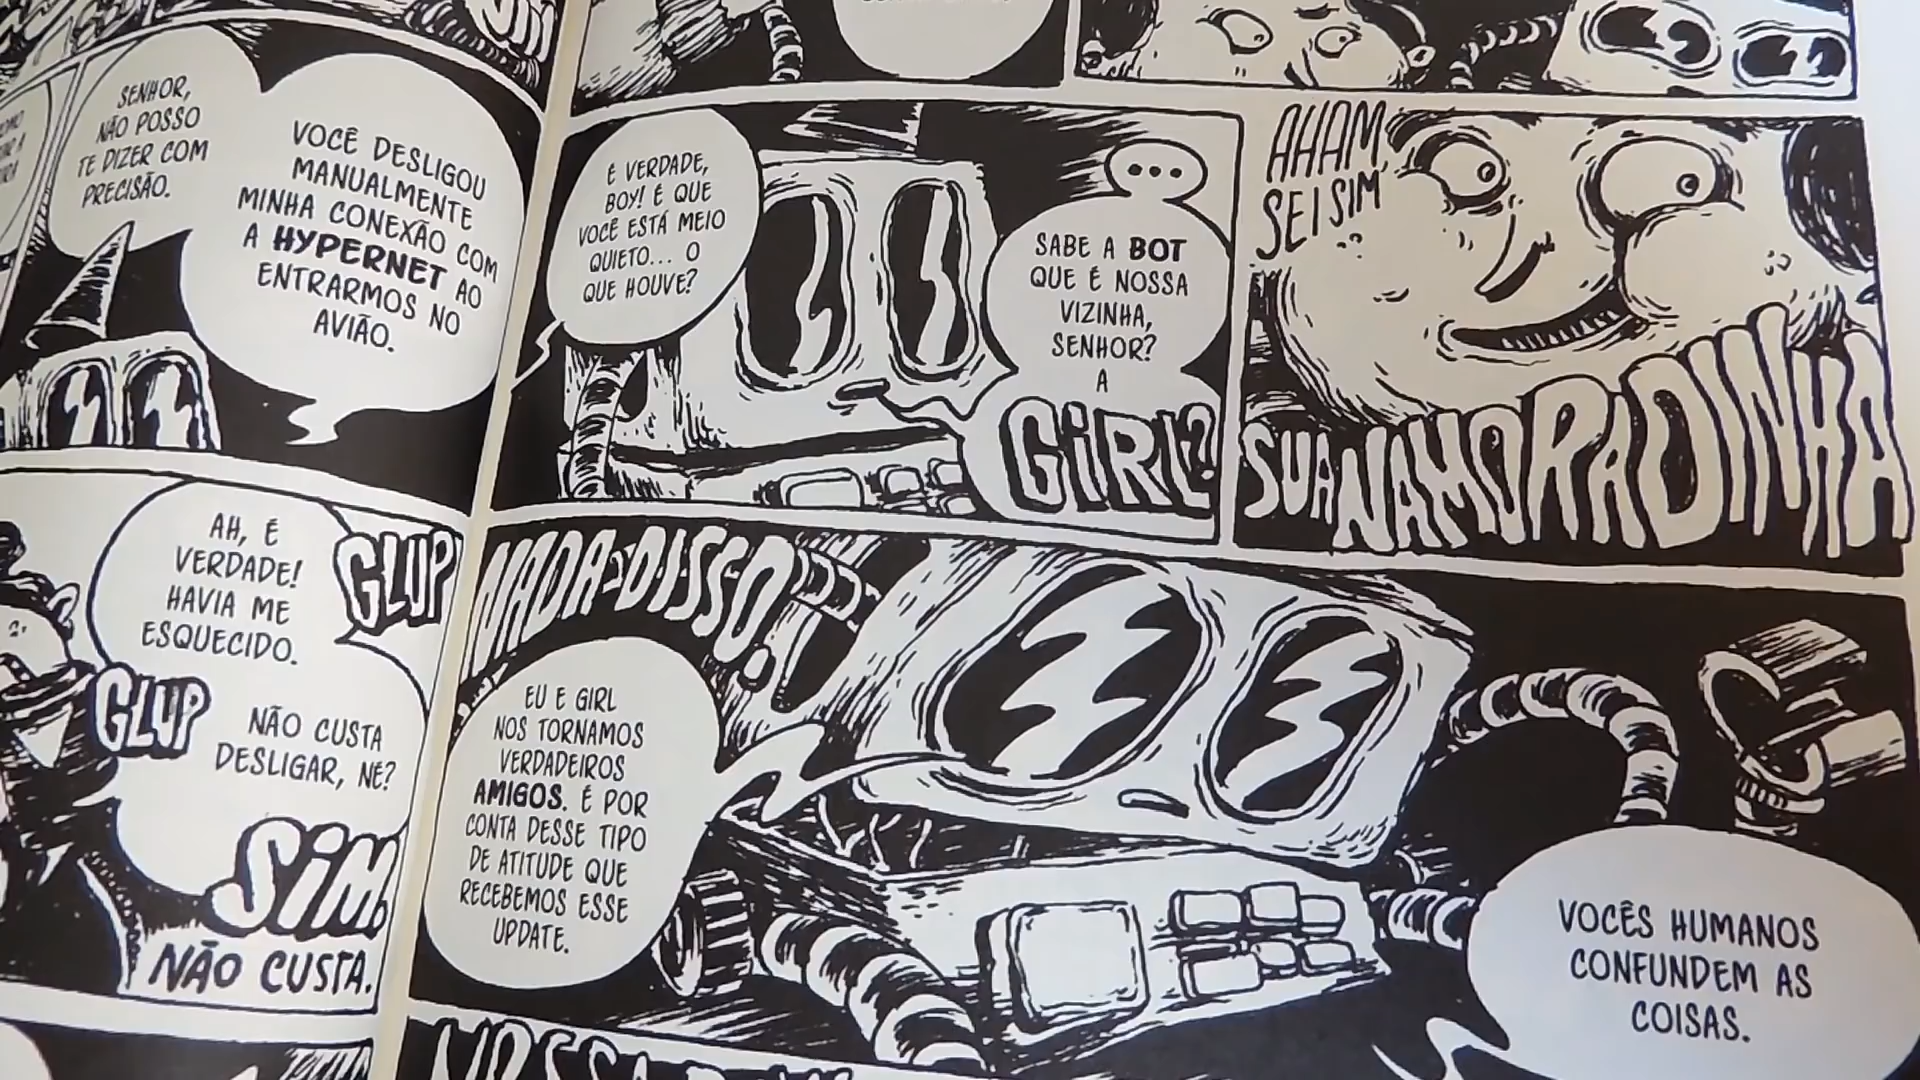 SENHOR,
NÃO POSSO
TE DIZER COM
PRECISÃO.
VOCÊ DESLIGOU
MANUALMENTE
MINHA CONEXÃO COM
A HYPERNET AO
ENTRARMOS NO
AVIÃO.
AH, É
VERDADE!
HAVIA ME
ESQUECIDO.
GLUP
GLUP
NÃO CUSTA
DESLIGAR, NÉ?
SiM,
NÃO CUSTA.
É VERDADE,
BOY! É QUE
VOCÊ ESTÁ MEIO
QUIETO... O
QUE HOUVE?
...
SABE A BOT
QUE É NOSSA
VIZINHA,
SENHOR?
A
GiRL?
AHAM,
SEI SIM
SUA NAMORADINHA
NADA-DISSO!
EU E GIRL
NOS TORNAMOS
VERDADEIROS
AMIGOS. É POR
CONTA DESSE TIPO
DE ATITUDE QUE
RECEBEMOS ESSE
UPDATE.
VOCÊS HUMANOS
CONFUNDEM AS
COISAS.